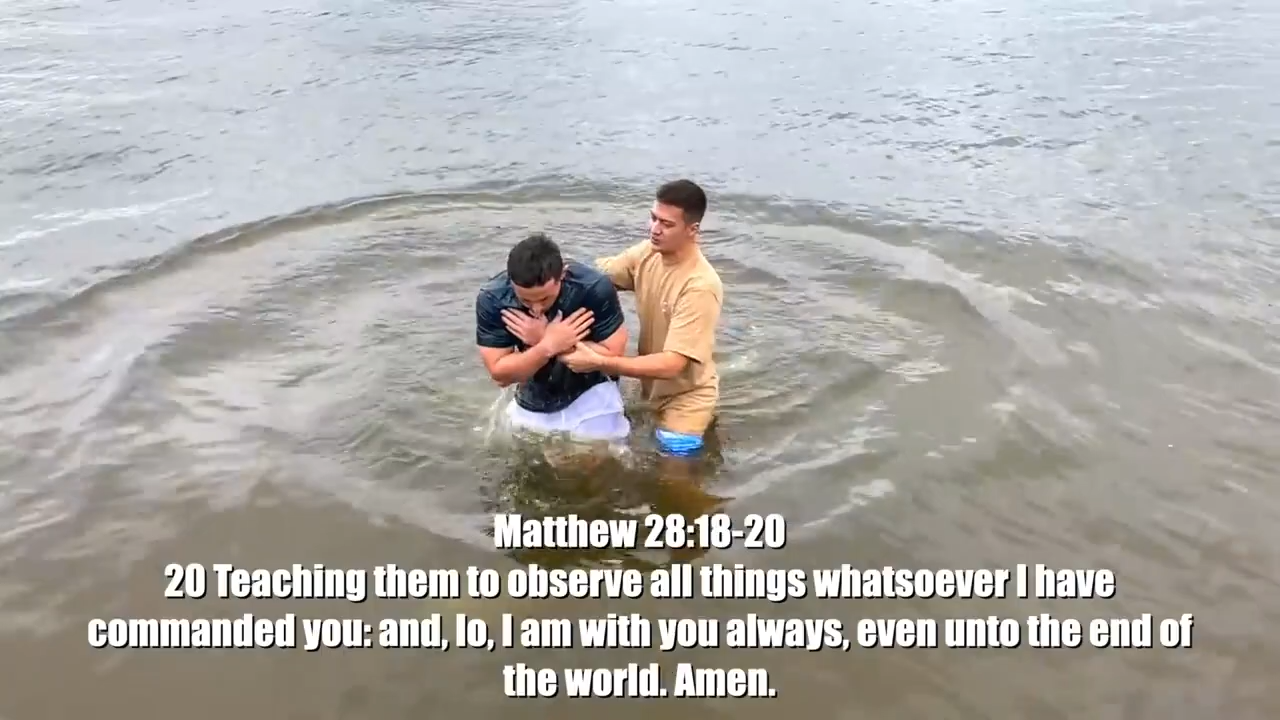 Matthew 28:18-20
20 Teaching them to observe all things whatsoever I have
commanded you: and, lo, I am with you always, even unto the end of
the world. Amen.